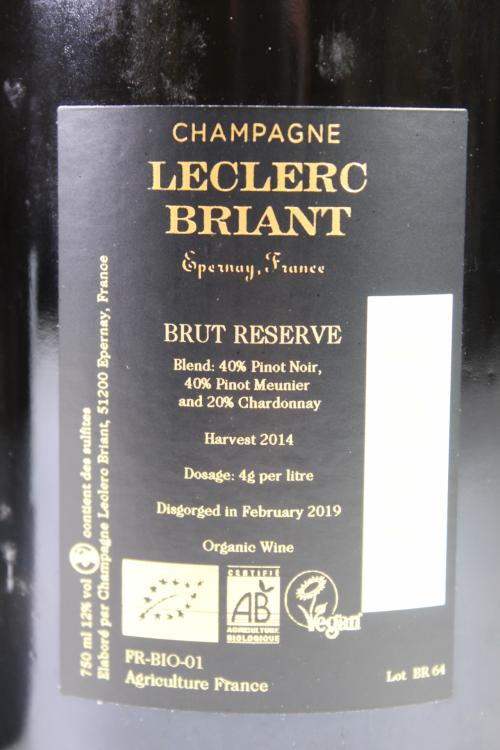 CHAMPAGNE
LECLERC
BRIANT
Epernay, France
BRUT RESERVE
Blend: 40% Pinot Noir,
40% Pinot Meunier
and 20% Chardonnay
Harvest 2014
Dosage: 4g per litre
Disgorged in February 2019
Organic Wine
CERTIFIÉ
AB
AGRICULTURE
BIOLOGIQUE
Vegan
FR-BIO-01
Agriculture France
Lot BR 64
750 ml 12% vol contient des sulfites
Elaboré par Champagne Leclerc Briant, 51200 Epernay, France